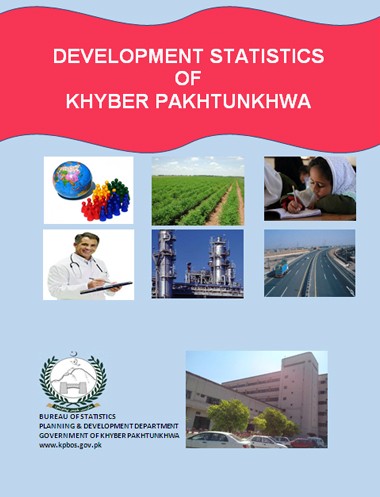 DEVELOPMENT STATISTICS
OF
KHYBER PAKHTUNKHWA
BUREAU OF STATISTICS
PLANNING & DEVELOPMENT DEPARTMENT
GOVERNMENT OF KHYBER PAKHTUNKHWA
www.kpbos.gov.pk